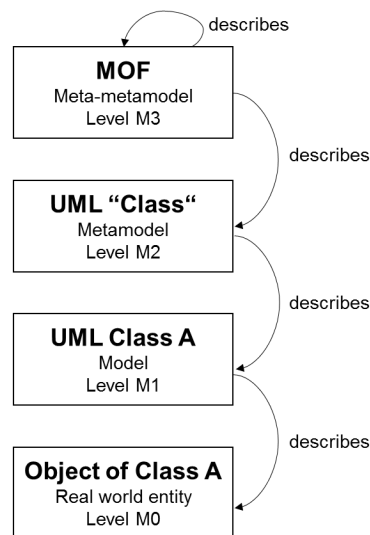 describes
MOF
Meta-metamodel
Level M3
describes
UML “Class“
Metamodel
Level M2
describes
UML Class A
Model
Level M1
describes
Object of Class A
Real world entity
Level M0